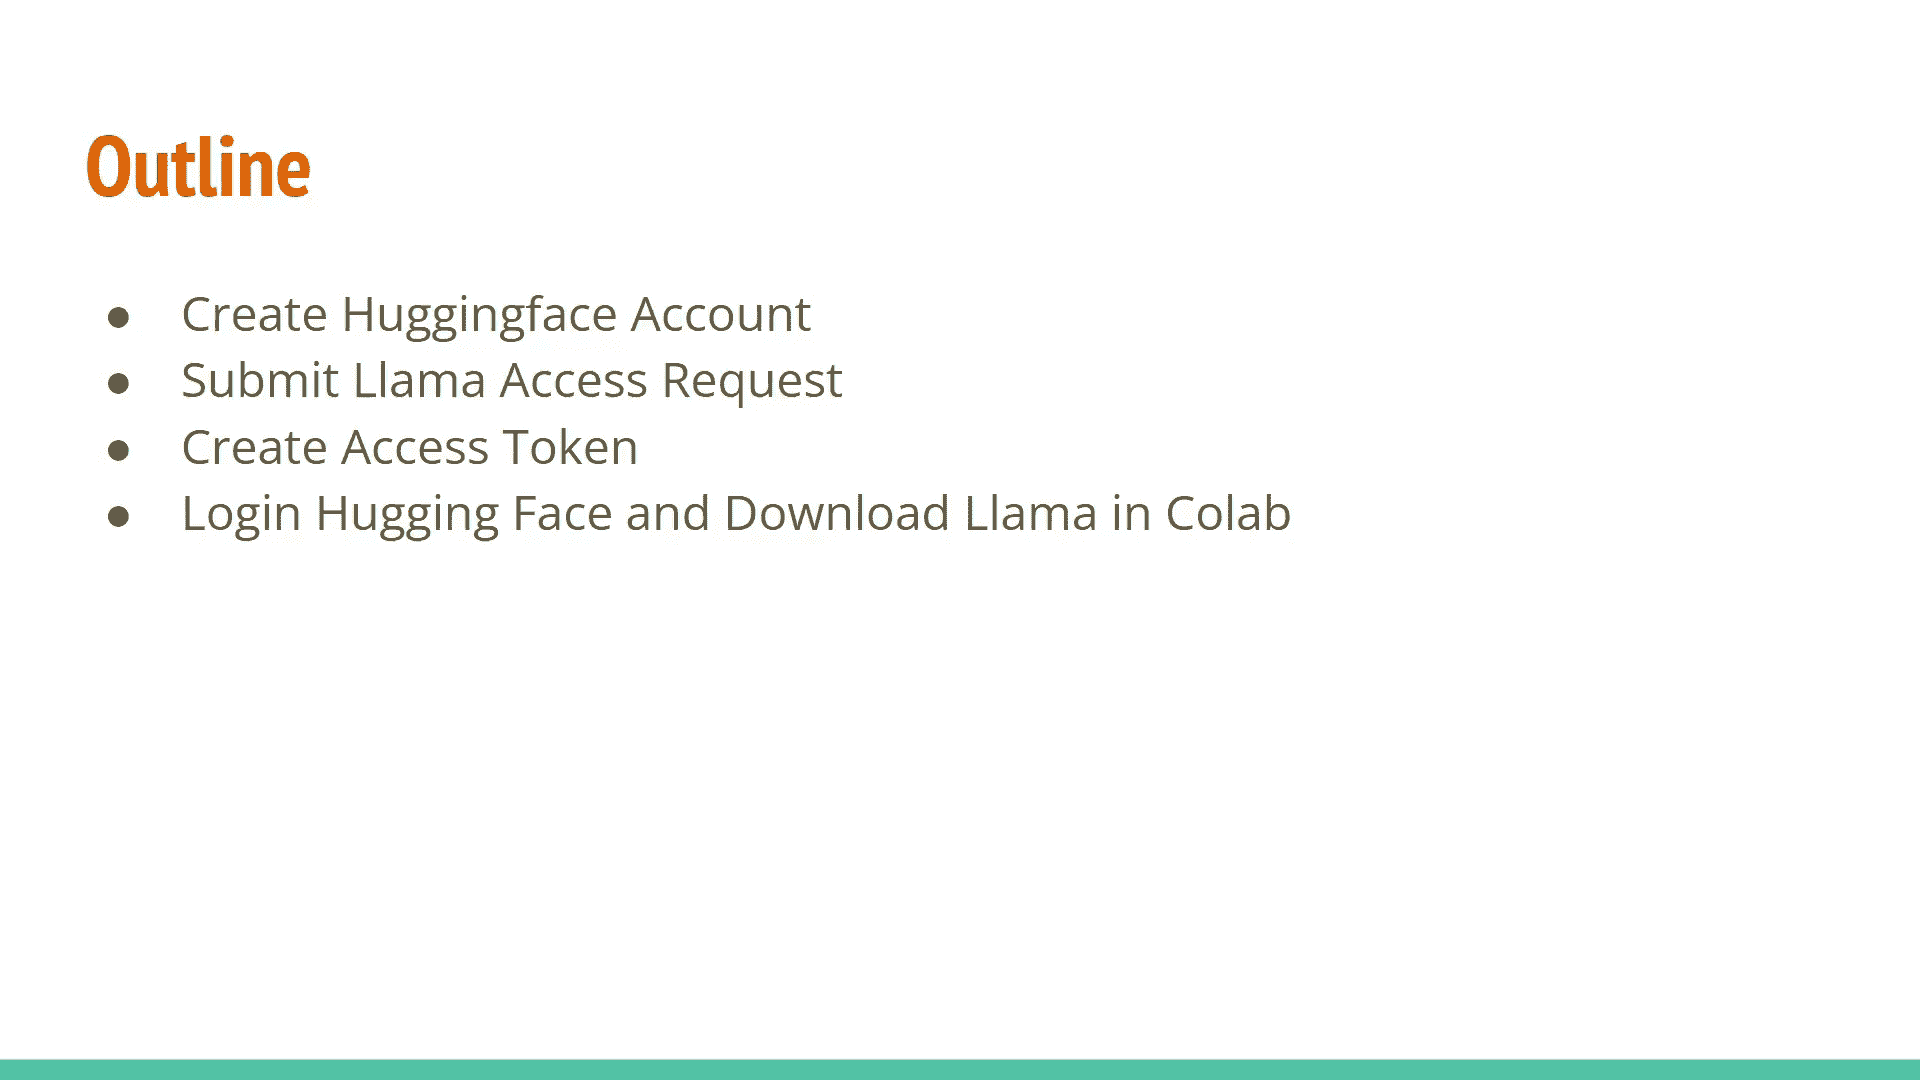 Outline
● Create Huggingface Account
● Submit Llama Access Request
● Create Access Token
● Login Hugging Face and Download Llama in Colab